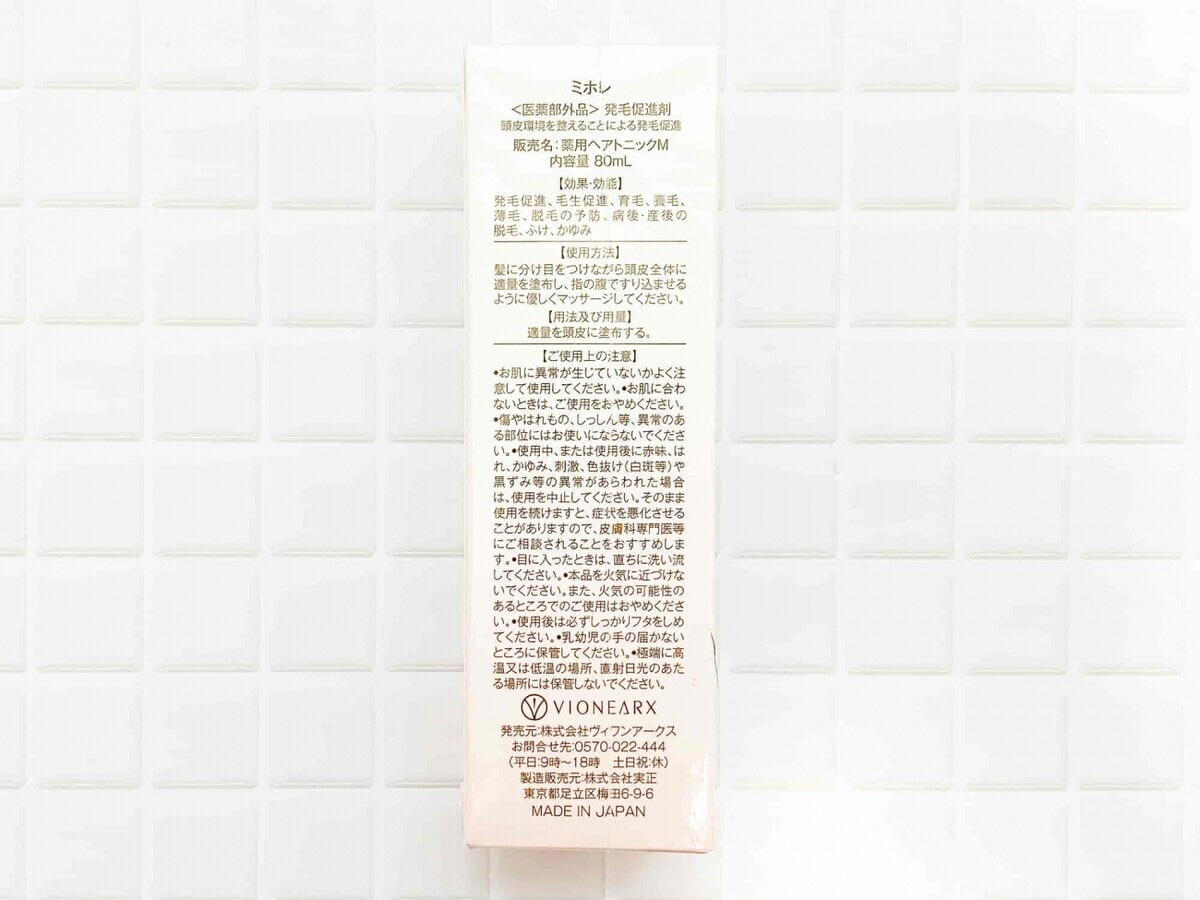 ミホレ
＜医薬部外品＞ 発毛促進剤
頭皮環境を整えることによる発毛促進
販売名：薬用ヘアトニックM
内容量 80mL
【効果・効能】
発毛促進、毛生促進、育毛、養毛、
薄毛、脱毛の予防、病後・産後の
脱毛、ふけ、かゆみ
【使用方法】
髪に分け目をつけながら頭皮全体に
適量を塗布し、指の腹ですり込ませる
ように優しくマッサージしてください。
【用法及び用量】
適量を頭皮に塗布する。
【ご使用上の注意】
•お肌に異常が生じていないかよく注
意して使用してください。•お肌に合わ
ないときは、ご使用をおやめください。
•傷やはれもの、しっしん等、異常のあ
る部位にはお使いにならないでくださ
い。•使用中、または使用後に赤味、は
れ、かゆみ、刺激、色抜け（白斑等）や
黒ずみ等の異常があらわれた場合
は、使用を中止してください。そのまま
使用を続けますと、症状を悪化させる
ことがありますので、皮膚科専門医等
にご相談されることをおすすめしま
す。•目に入ったときは、直ちに洗い流
してください。•本品を火気に近づけな
いでください。また、火気の可能性の
あるところでのご使用はおやめくださ
い。•使用後は必ずしっかりフタをしめ
てください。•乳幼児の手の届かない
ところに保管してください。•極端に高
温又は低温の場所、直射日光のあた
る場所には保管しないでください。
VIONEARX
発売元：株式会社ヴィワンアークス
お問合せ先：0570-022-444
（平日：9時〜18時　土日祝：休）
製造販売元：株式会社実正
東京都足立区梅田6-9-6
MADE IN JAPAN